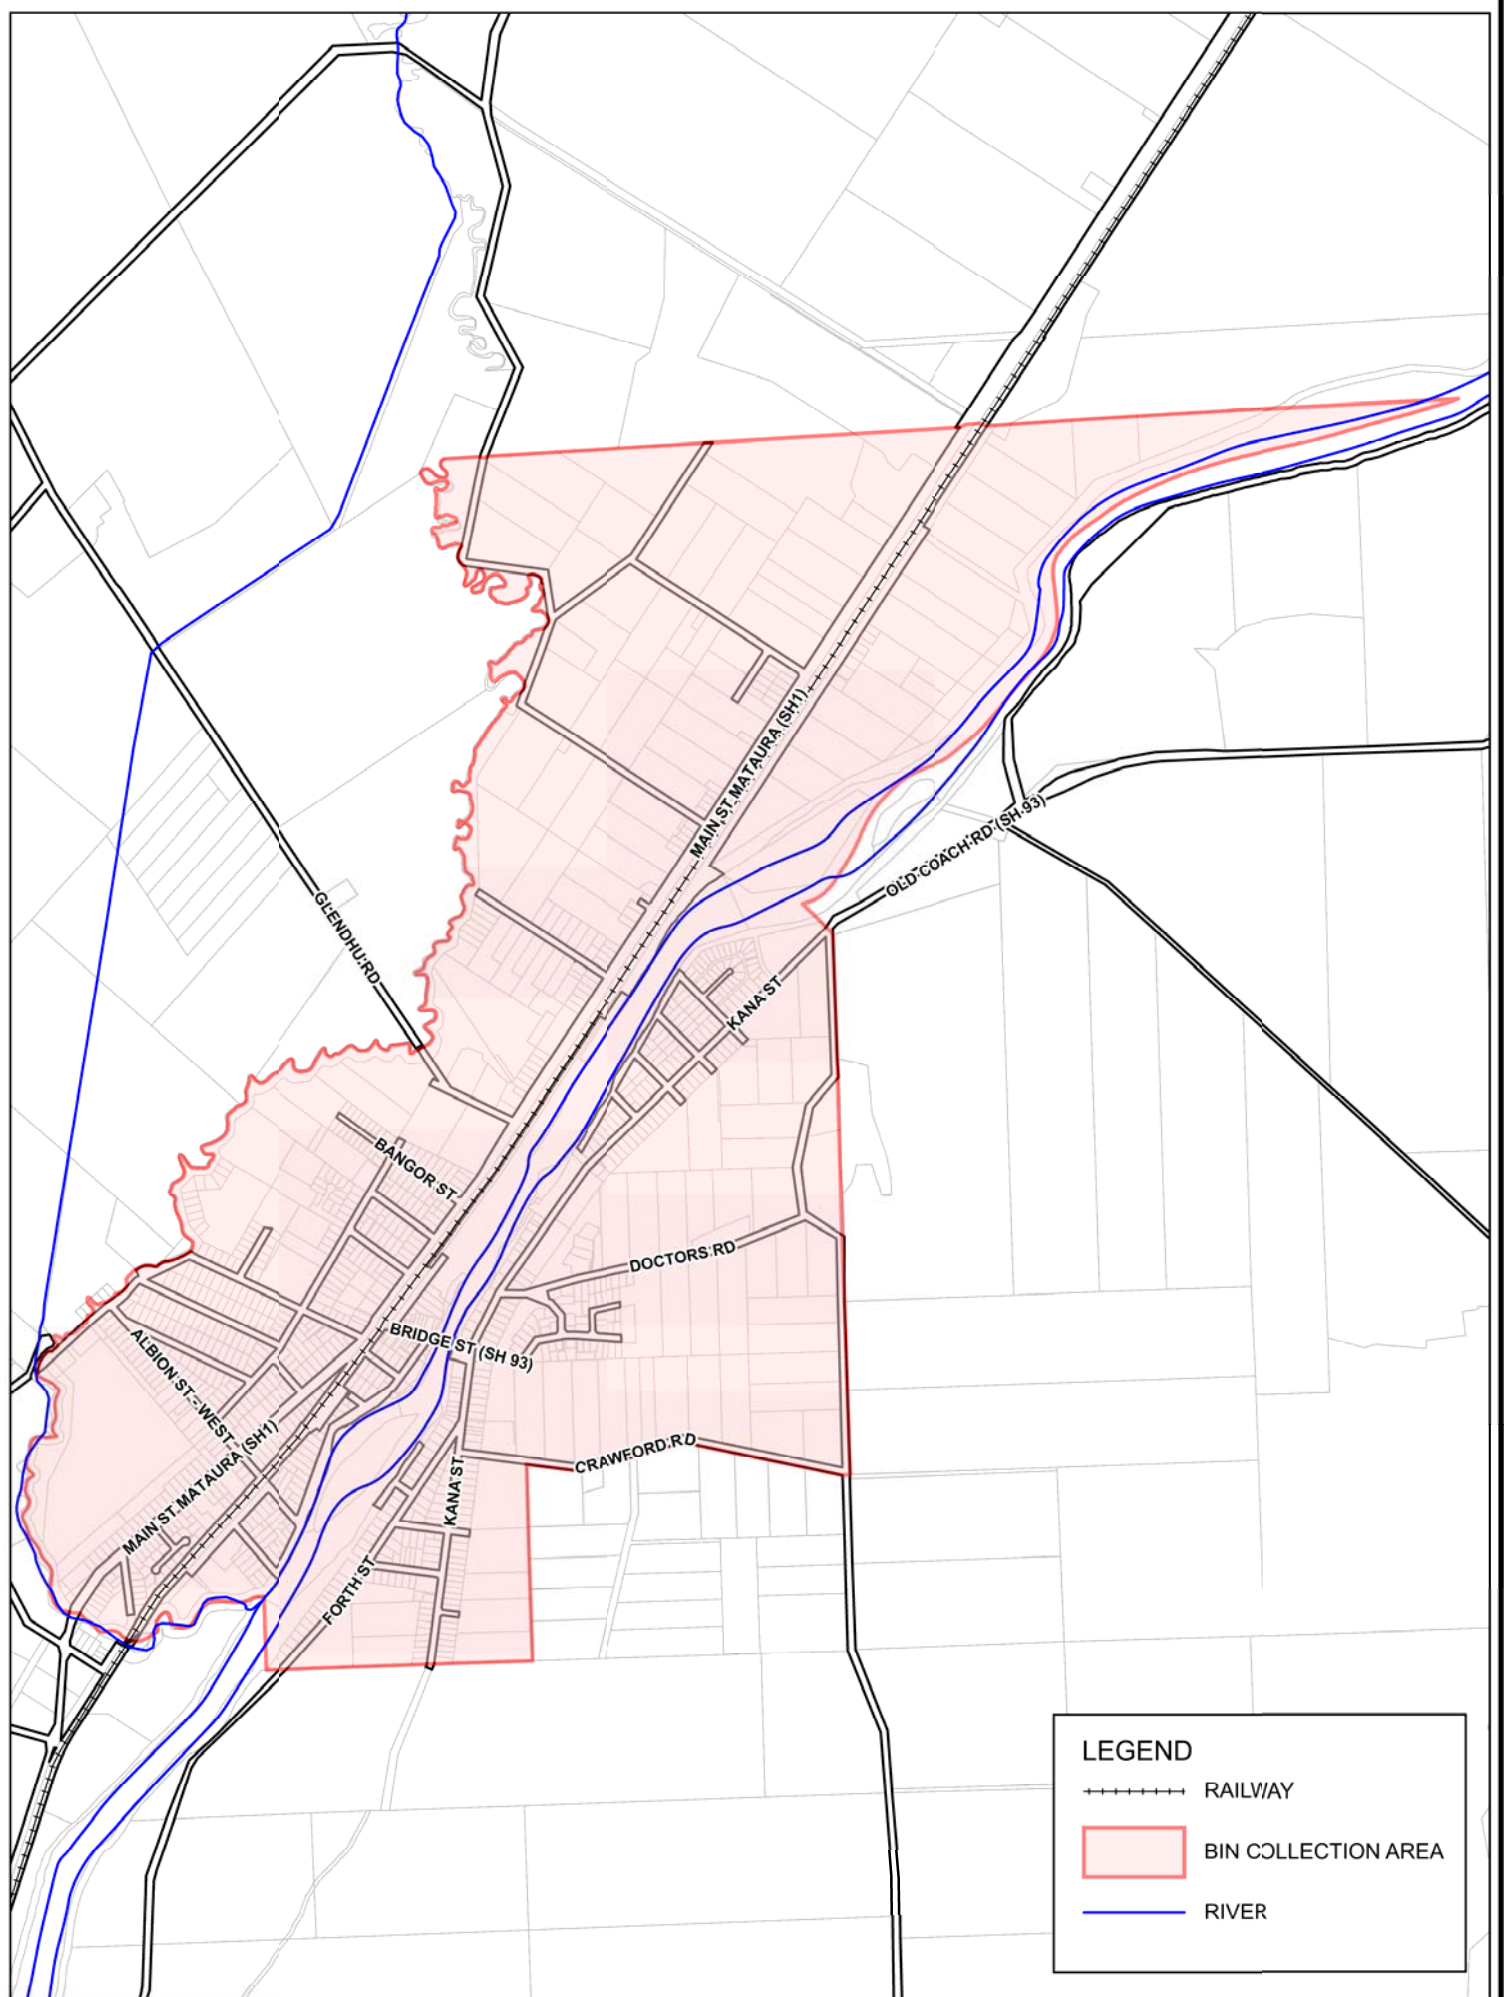 MAIN ST MATAURA (SH1)
OLD COACH RD (SH 93)
GLENDHU RD
KANA ST
BANGOR ST
DOCTORS RD
BRIDGE ST (SH 93)
ALBION ST - WEST
MAIN ST MATAURA (SH1)
CRAWFORD RD
KANA ST
FORTH ST
LEGEND
RAILWAY
BIN COLLECTION AREA
RIVER